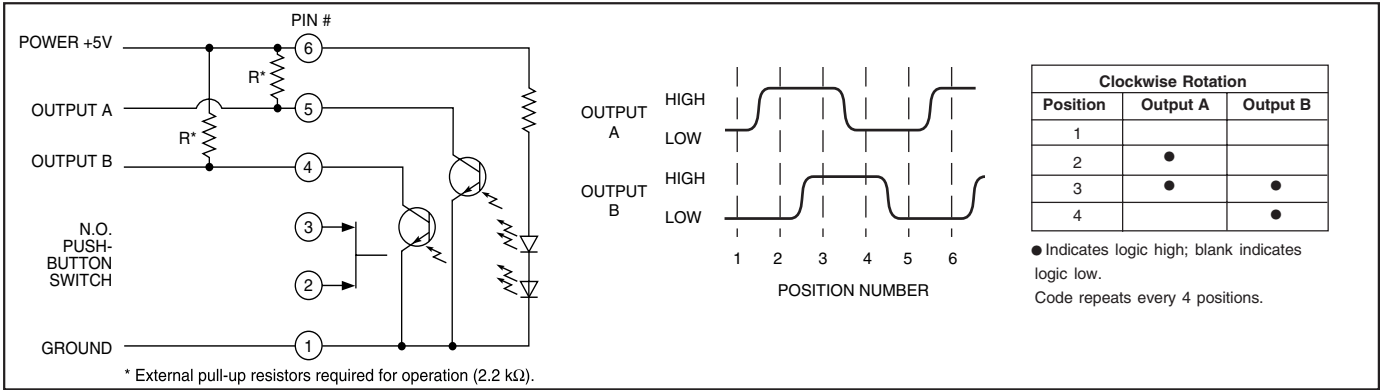 PIN #
POWER +5V
6
R*
OUTPUT A
5
R*
OUTPUT B
4
N.O.
PUSH-
BUTTON
SWITCH
3
2
GROUND
1
* External pull-up resistors required for operation (2.2 kΩ).
OUTPUT
A
HIGH
LOW
OUTPUT
B
HIGH
LOW
1 2 3 4 5 6
POSITION NUMBER
Clockwise Rotation
Position Output A Output B
1
2 ●
3 ● ●
4 ●
● Indicates logic high; blank indicates
logic low.
Code repeats every 4 positions.